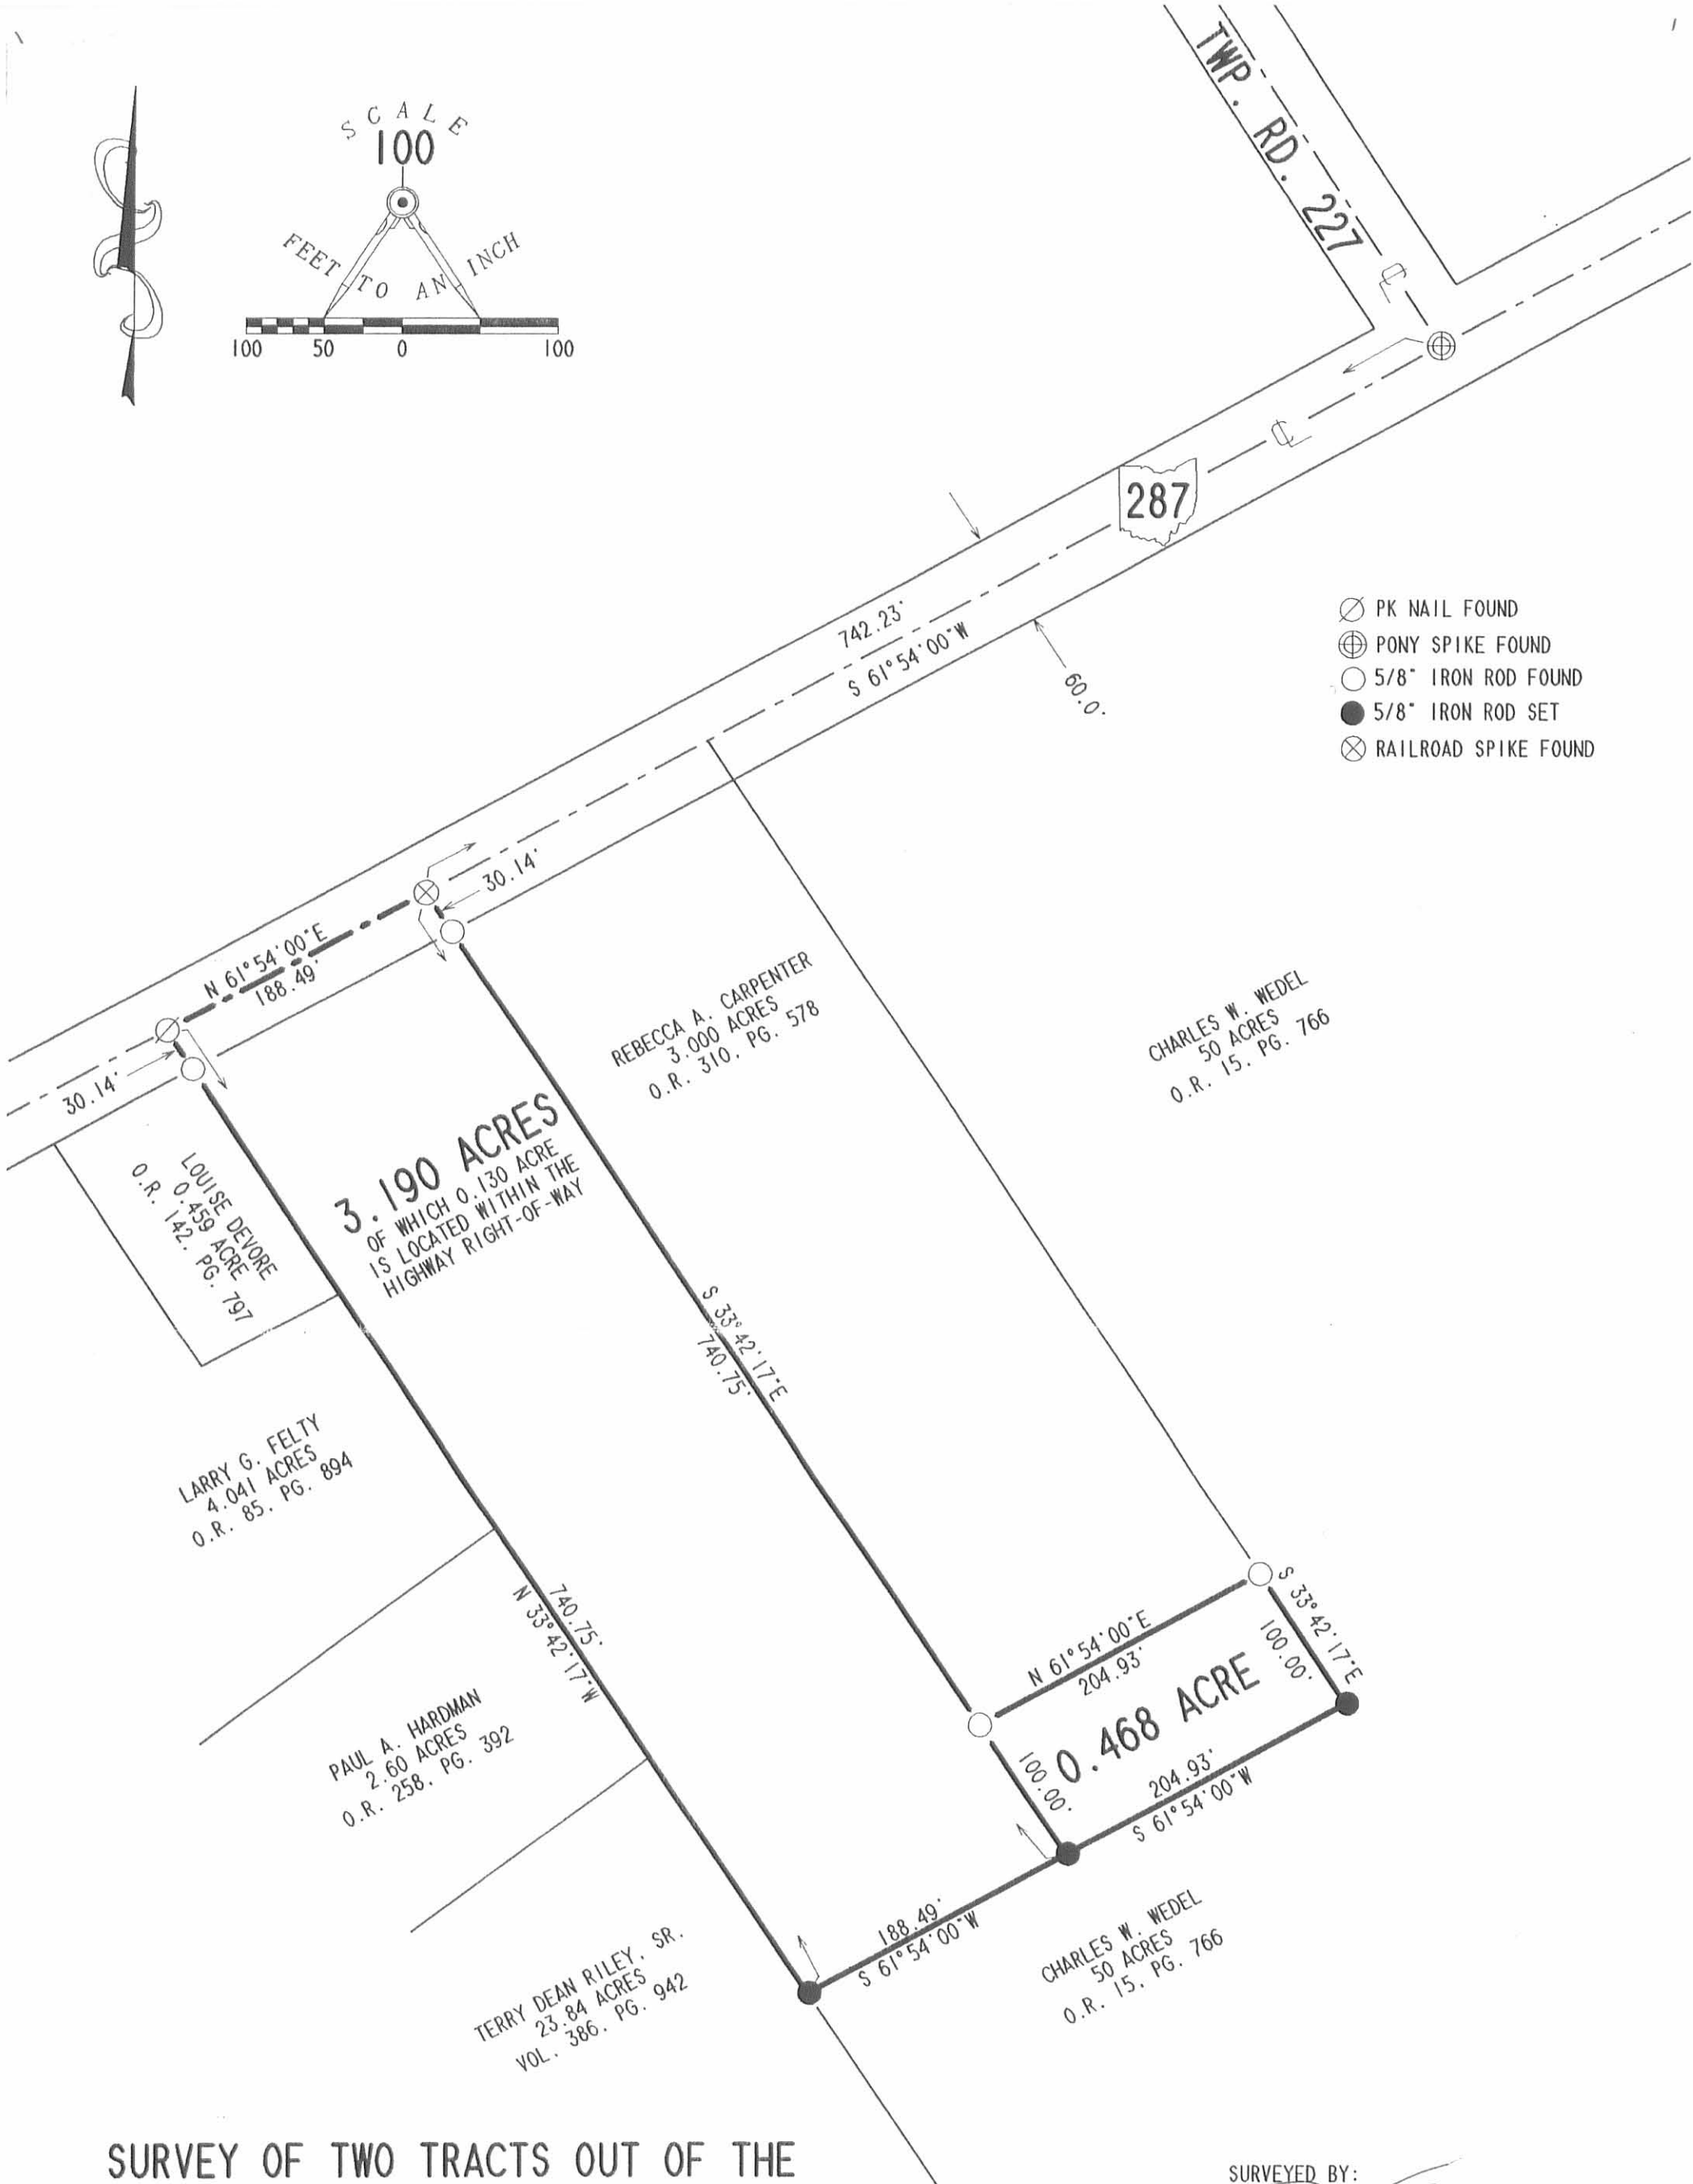 SCALE
100
FEET TO AN INCH
100 50 0 100
TWP. RD. 227
℄
℄
287
742.23'
S 61°54'00"W
60.0'
PK NAIL FOUND
PONY SPIKE FOUND
5/8" IRON ROD FOUND
5/8" IRON ROD SET
RAILROAD SPIKE FOUND
30.14'
N 61°54'00"E
188.49'
30.14'
REBECCA A. CARPENTER
3.000 ACRES
O.R. 310, PG. 578
CHARLES W. WEDEL
50 ACRES
O.R. 15, PG. 766
LOUISE DEVORE
0.459 ACRE
O.R. 142, PG. 797
3.190 ACRES
OF WHICH 0.130 ACRE
IS LOCATED WITHIN THE
HIGHWAY RIGHT-OF-WAY
S 33°42'17"E
740.75'
LARRY G. FELTY
4.041 ACRES
O.R. 85, PG. 894
740.75'
N 33°42'17"W
N 61°54'00"E
204.93'
S 33°42'17"E
100.00'
0.468 ACRE
100.00'
204.93'
S 61°54'00"W
PAUL A. HARDMAN
2.60 ACRES
O.R. 258, PG. 392
188.49'
S 61°54'00"W
CHARLES W. WEDEL
50 ACRES
O.R. 15, PG. 766
TERRY DEAN RILEY, SR.
23.84 ACRES
VOL. 386, PG. 942
SURVEY OF TWO TRACTS OUT OF THE
SURVEYED BY: